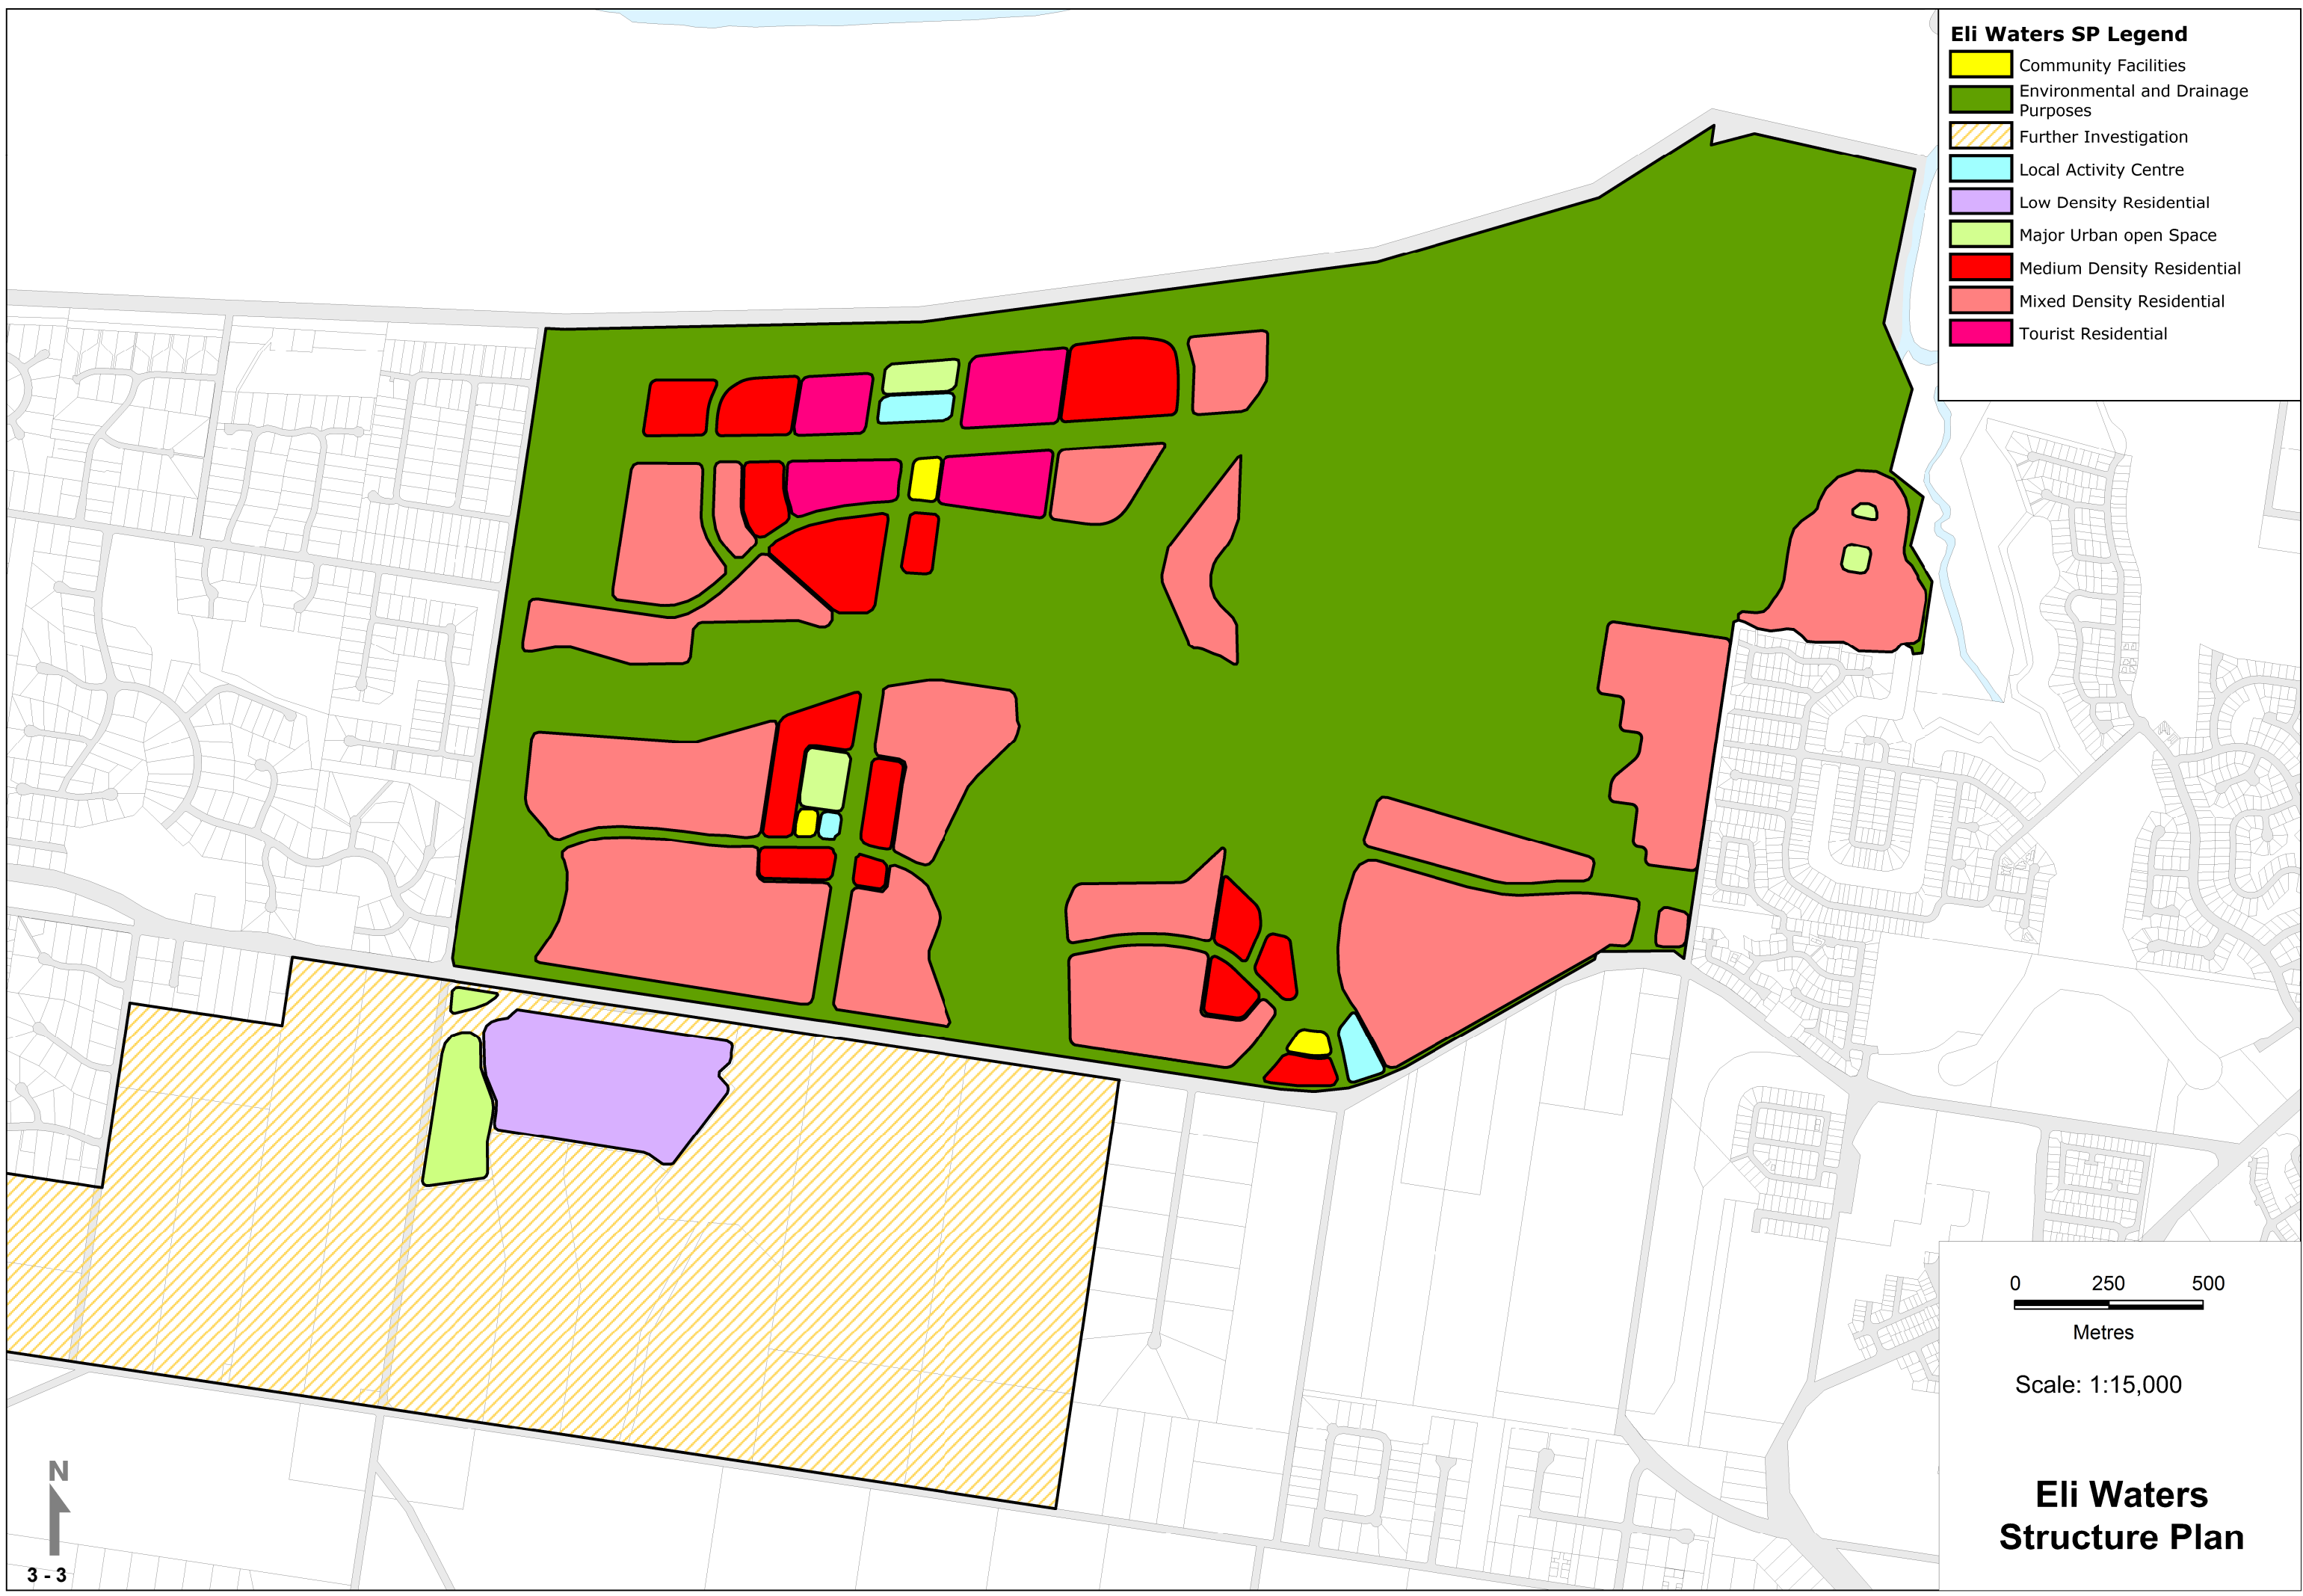 Eli Waters SP Legend
Community Facilities
Environmental and Drainage
Purposes
Further Investigation
Local Activity Centre
Low Density Residential
Major Urban open Space
Medium Density Residential
Mixed Density Residential
Tourist Residential
0 250 500
Metres
Scale: 1:15,000
Eli Waters
Structure Plan
N
3 - 3